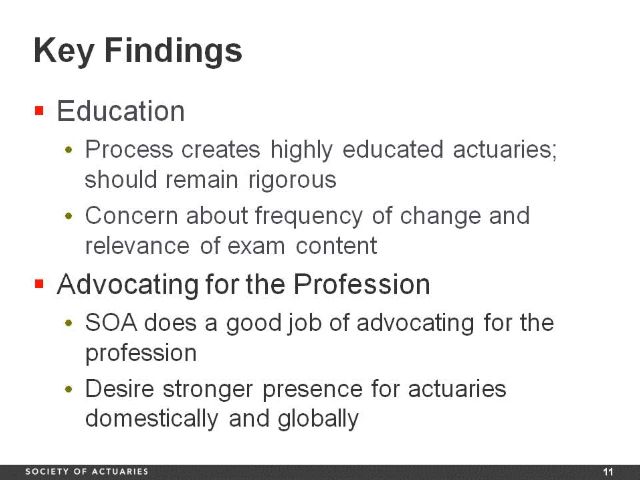 Key Findings
Education
Process creates highly educated actuaries;
should remain rigorous
Concern about frequency of change and
relevance of exam content
Advocating for the Profession
SOA does a good job of advocating for the
profession
Desire stronger presence for actuaries
domestically and globally
SOCIETY OF ACTUARIES
11